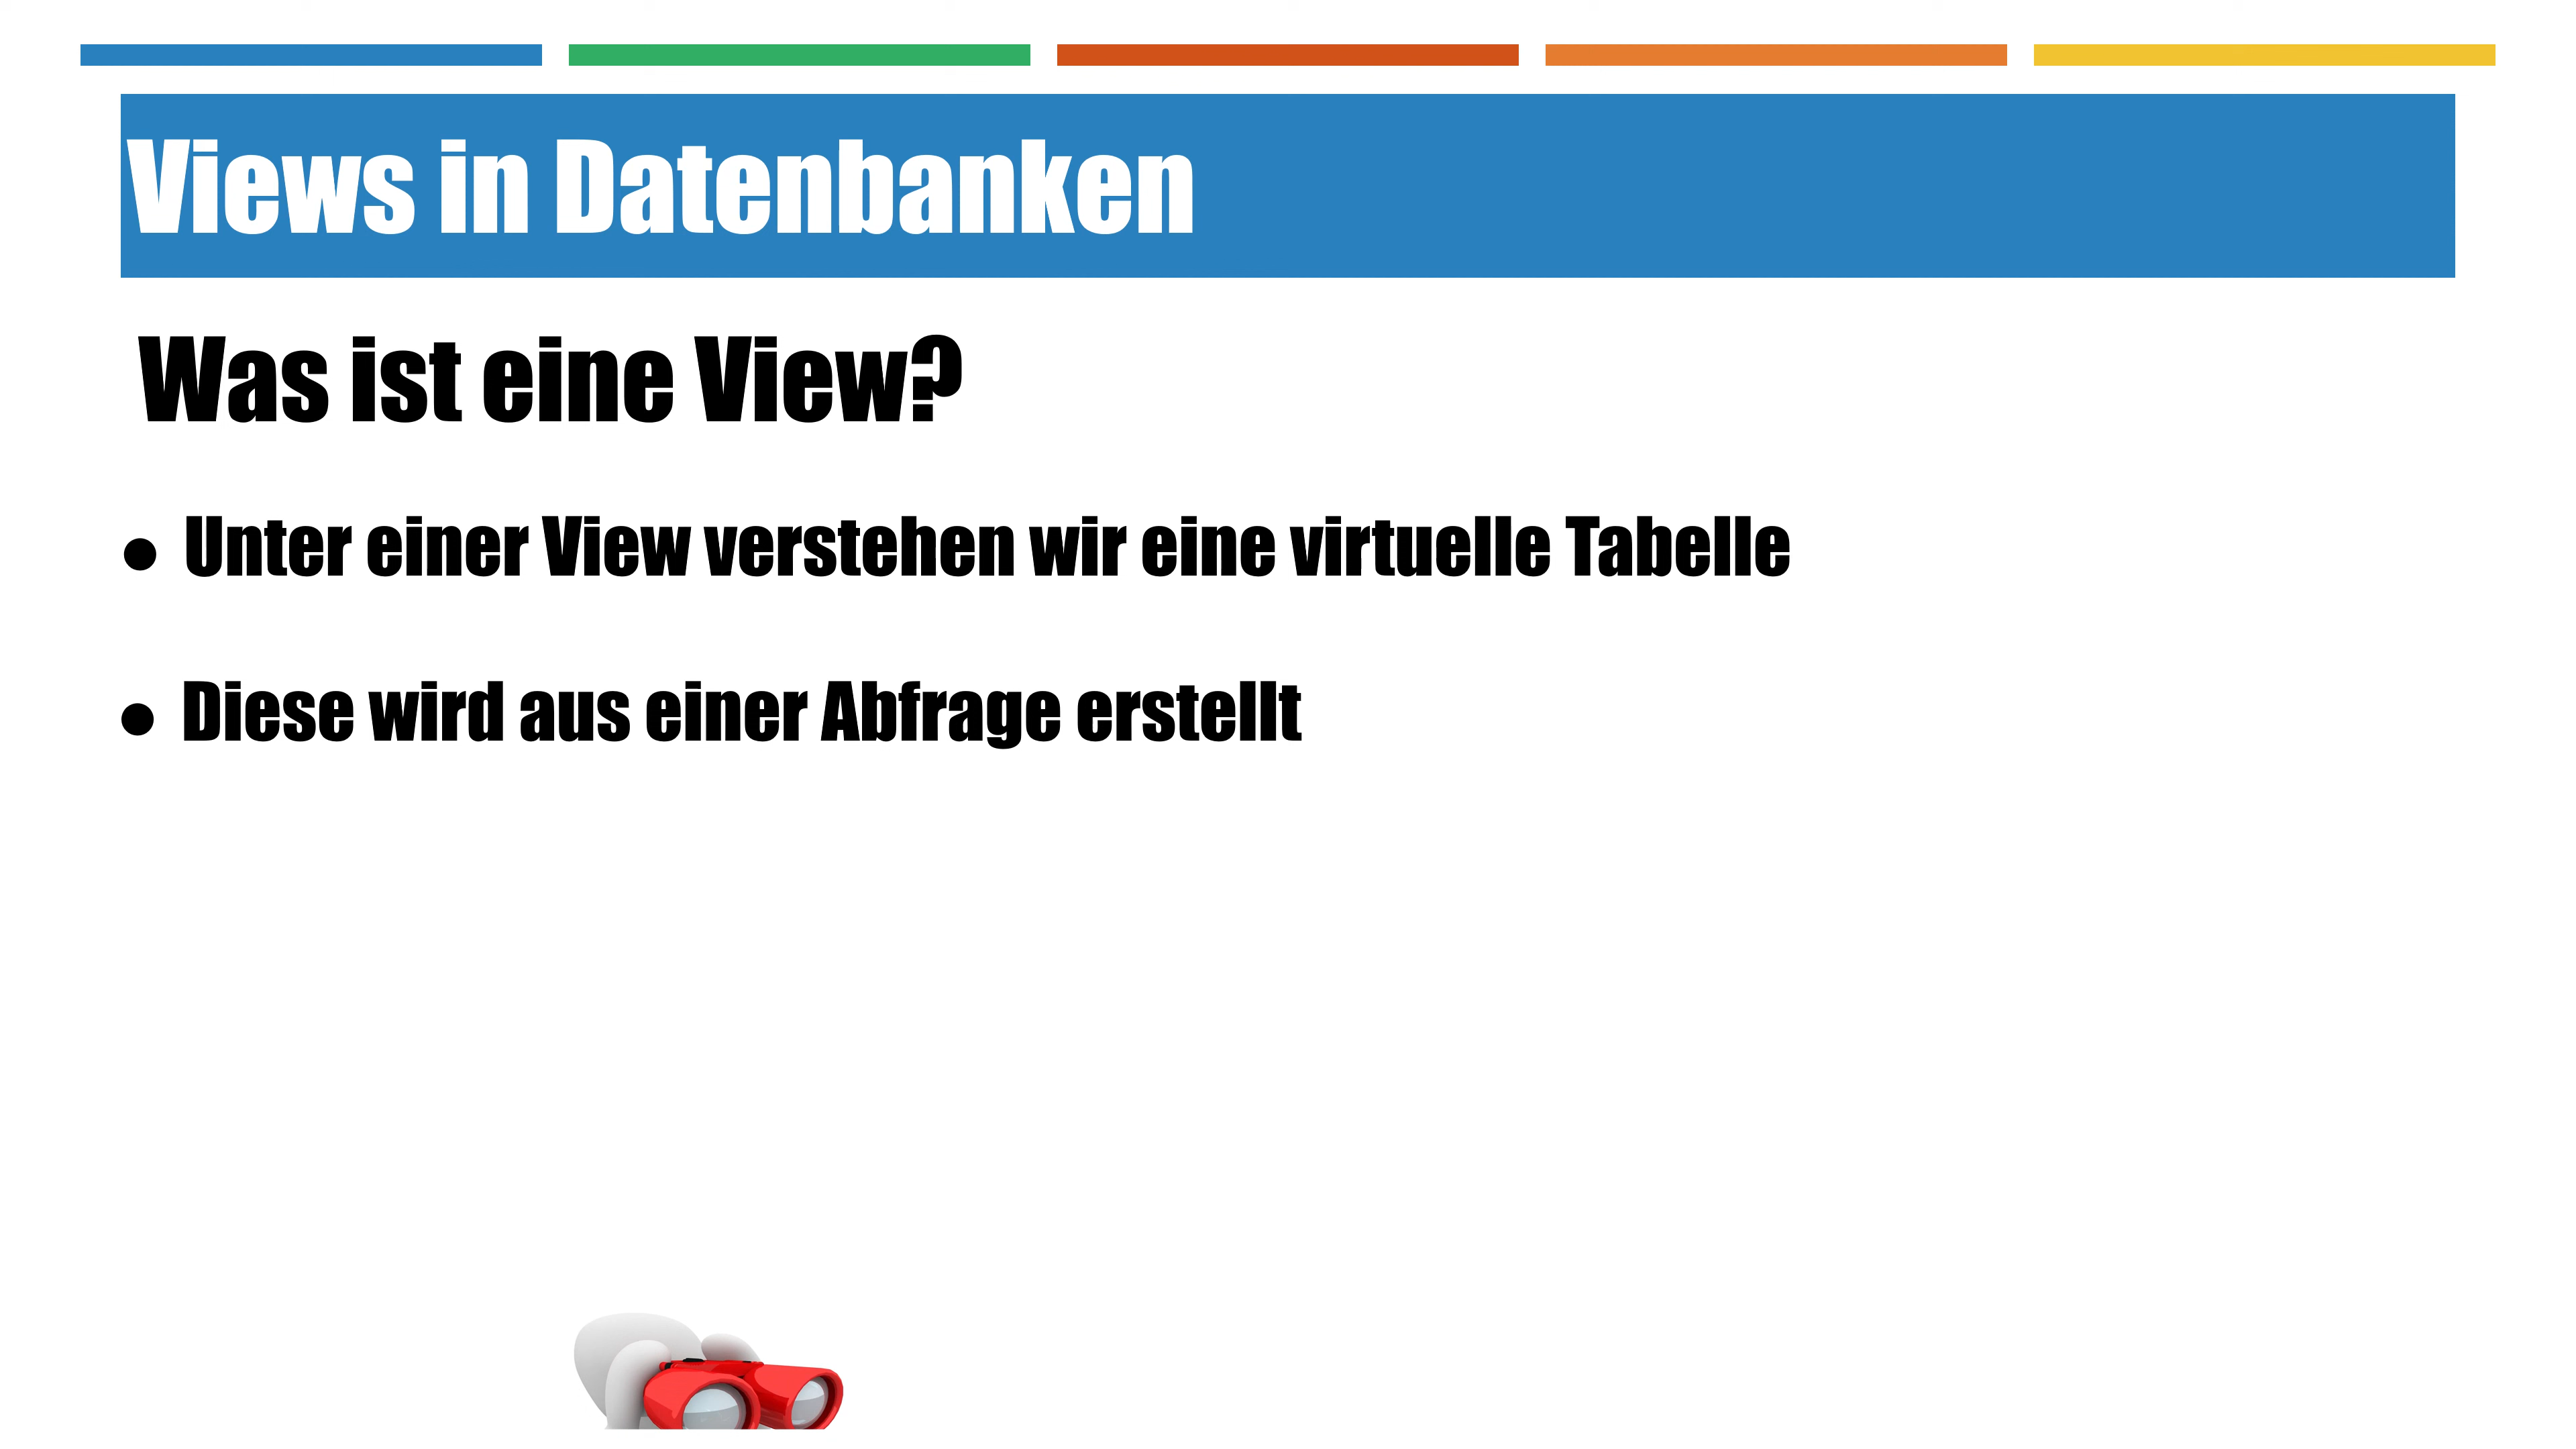 Views in Datenbanken
Was ist eine View?
• Unter einer View verstehen wir eine virtuelle Tabelle
• Diese wird aus einer Abfrage erstellt